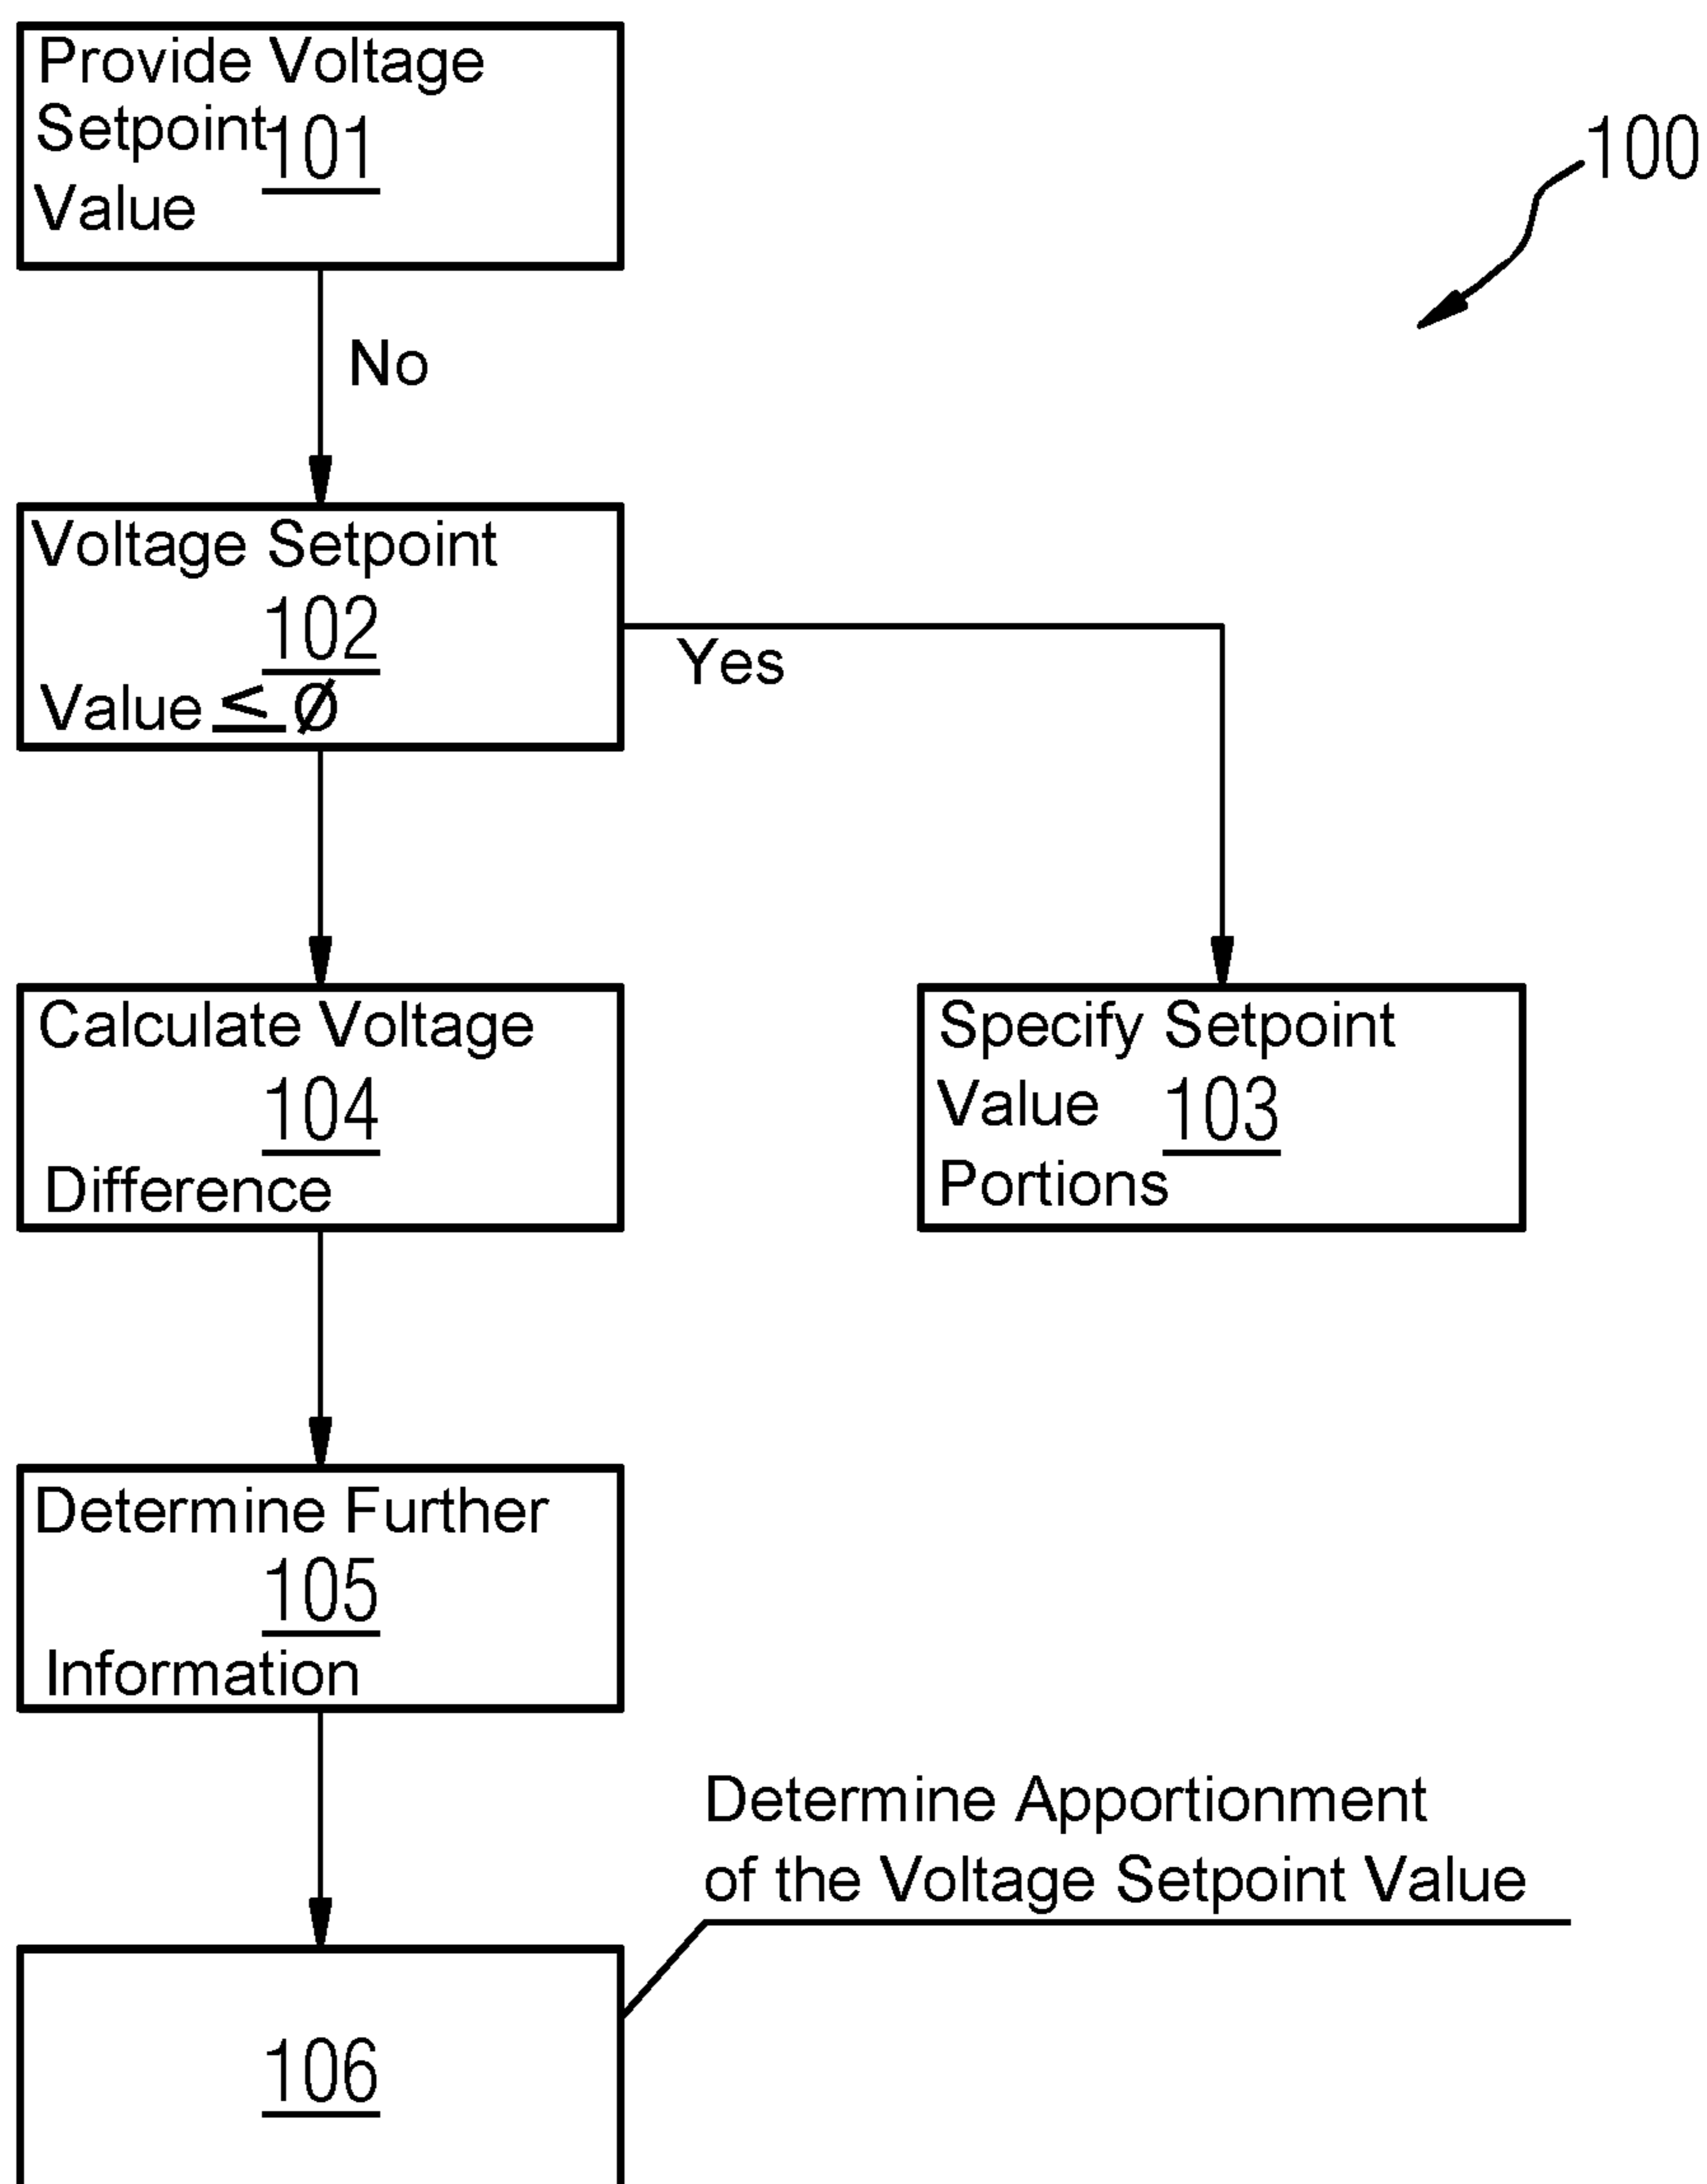 Provide Voltage
Setpoint 101
Value
100
No
Voltage Setpoint
102
Value ≤ Ø
Yes
Calculate Voltage
104
Difference
Specify Setpoint
Value 103
Portions
Determine Further
105
Information
Determine Apportionment
of the Voltage Setpoint Value
106